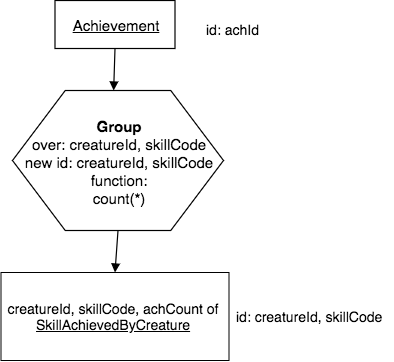 Achievement
id: achId
Group
over: creatureId, skillCode
new id: creatureId, skillCode
function:
count(*)
creatureId, skillCode, achCount of
SkillAchievedByCreature
id: creatureId, skillCode